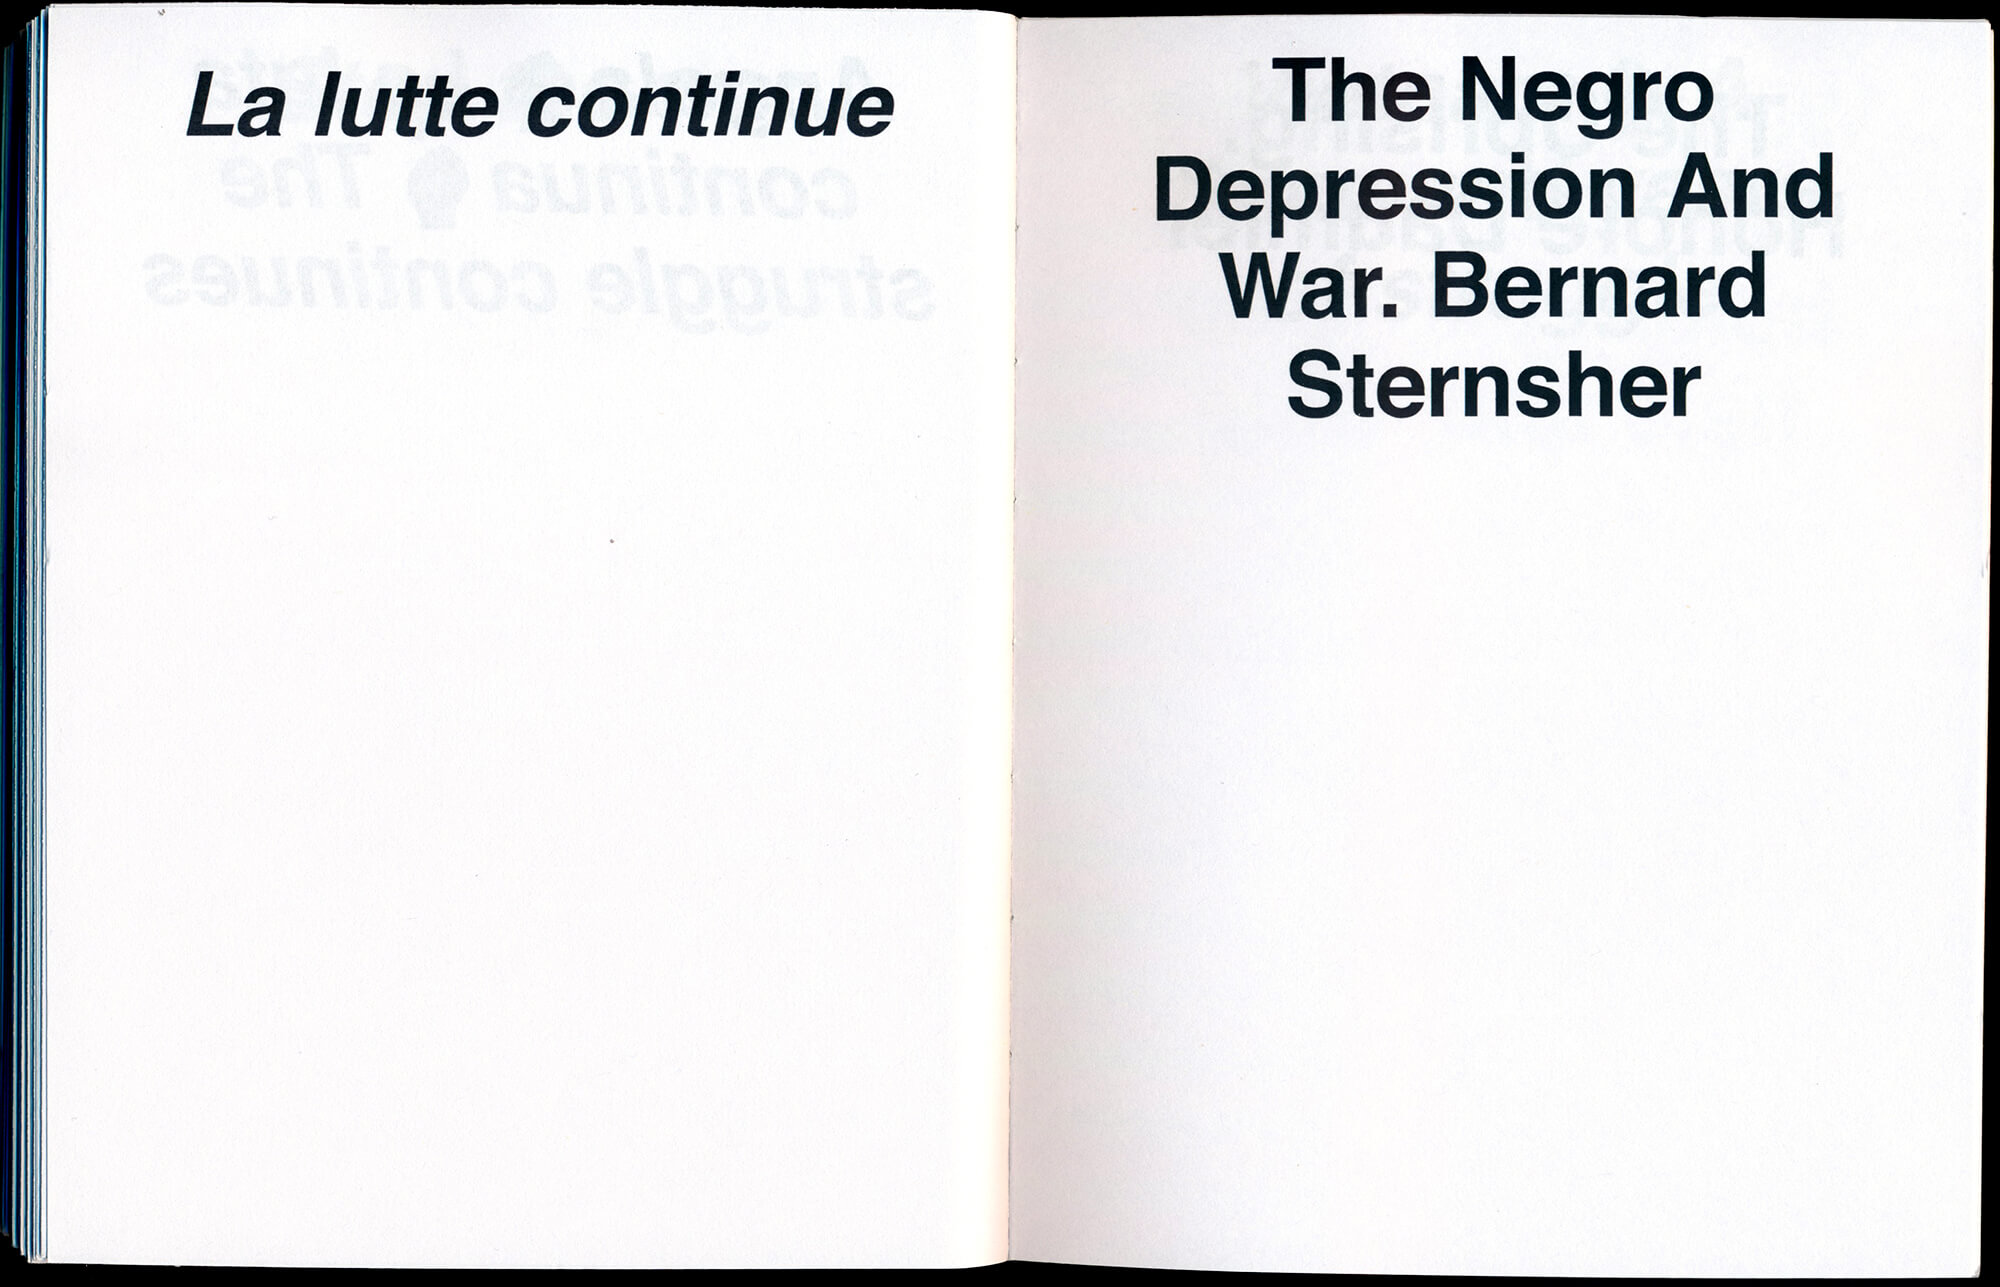 La lutte continue
The Negro
Depression And
War. Bernard
Sternsher